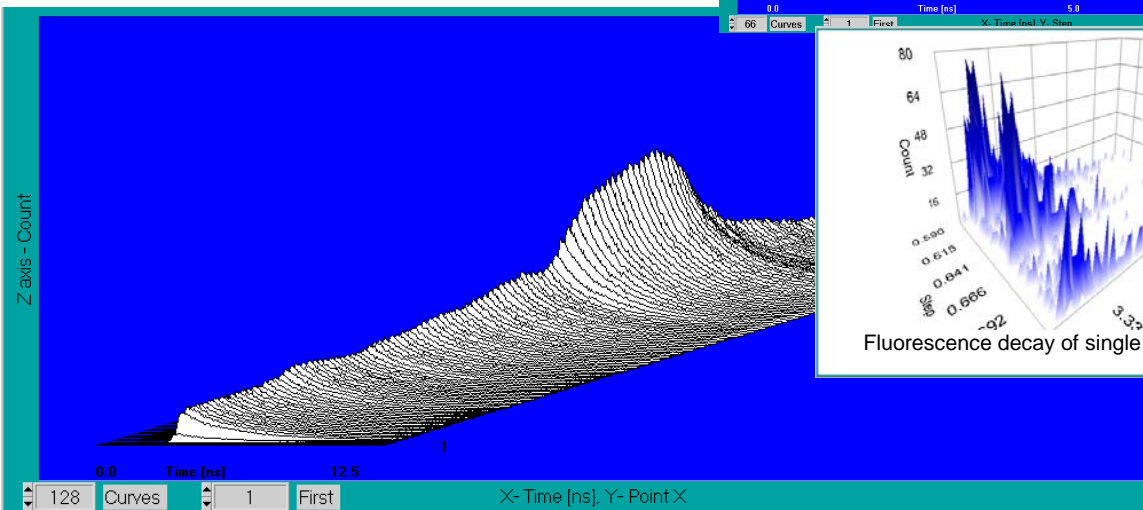 0.0 Time [ns] 5.0
66 Curves 1 First X- Time [ns], Y- Step
80
64
48
32
16
Count
0.590
0.615
0.641
0.666
3.33
Fluorescence decay of single
Z axis - Count
1
0.0 Time [ns] 12.5
128 Curves 1 First X- Time [ns], Y- Point X